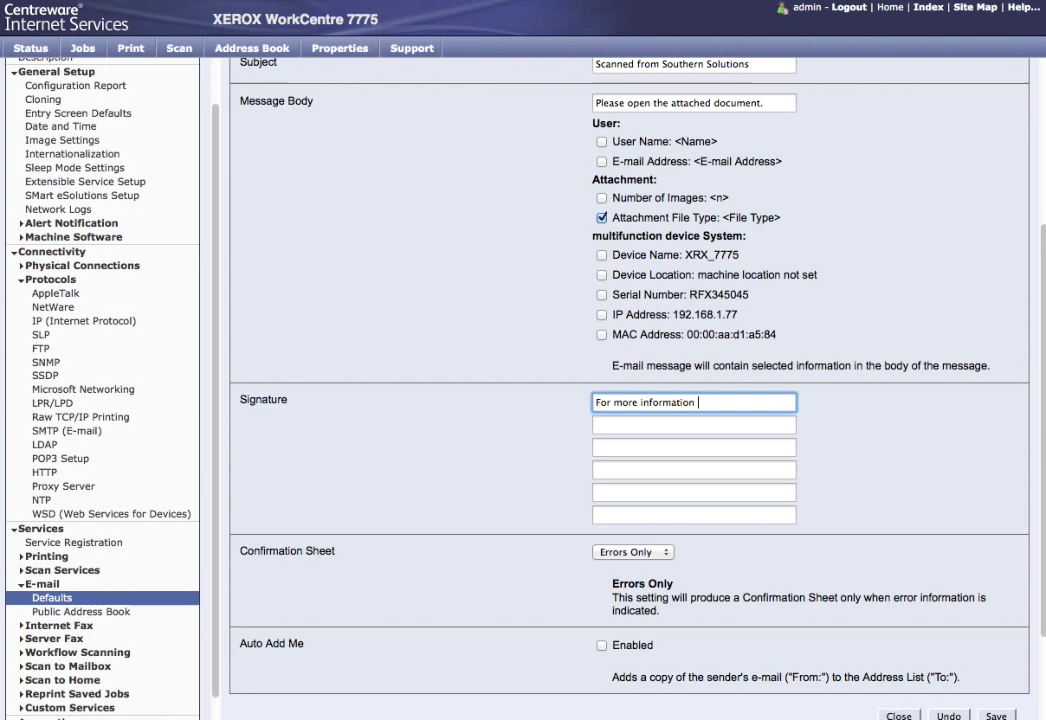 Centreware®
Internet Services
XEROX WorkCentre 7775
admin - Logout | Home | Index | Site Map | Help...
Status Jobs Print Scan Address Book Properties Support
Description
General Setup
Configuration Report
Cloning
Entry Screen Defaults
Date and Time
Image Settings
Internationalization
Sleep Mode Settings
Extensible Service Setup
SMart eSolutions Setup
Network Logs
Alert Notification
Machine Software
Connectivity
Physical Connections
Protocols
AppleTalk
NetWare
IP (Internet Protocol)
SLP
FTP
SNMP
SSDP
Microsoft Networking
LPR/LPD
Raw TCP/IP Printing
SMTP (E-mail)
LDAP
POP3 Setup
HTTP
Proxy Server
NTP
WSD (Web Services for Devices)
Services
Service Registration
Printing
Scan Services
E-mail
Defaults
Public Address Book
Internet Fax
Server Fax
Workflow Scanning
Scan to Mailbox
Scan to Home
Reprint Saved Jobs
Custom Services
Subject
Scanned from Southern Solutions
Message Body
Please open the attached document.
User:
User Name: <Name>
E-mail Address: <E-mail Address>
Attachment:
Number of Images: <n>
Attachment File Type: <File Type>
multifunction device System:
Device Name: XRX_7775
Device Location: machine location not set
Serial Number: RFX345045
IP Address: 192.168.1.77
MAC Address: 00:00:aa:d1:a5:84
E-mail message will contain selected information in the body of the message.
Signature
For more information
Confirmation Sheet
Errors Only
Errors Only
This setting will produce a Confirmation Sheet only when error information is
indicated.
Auto Add Me
Enabled
Adds a copy of the sender's e-mail ("From:") to the Address List ("To:").
Close Undo Save